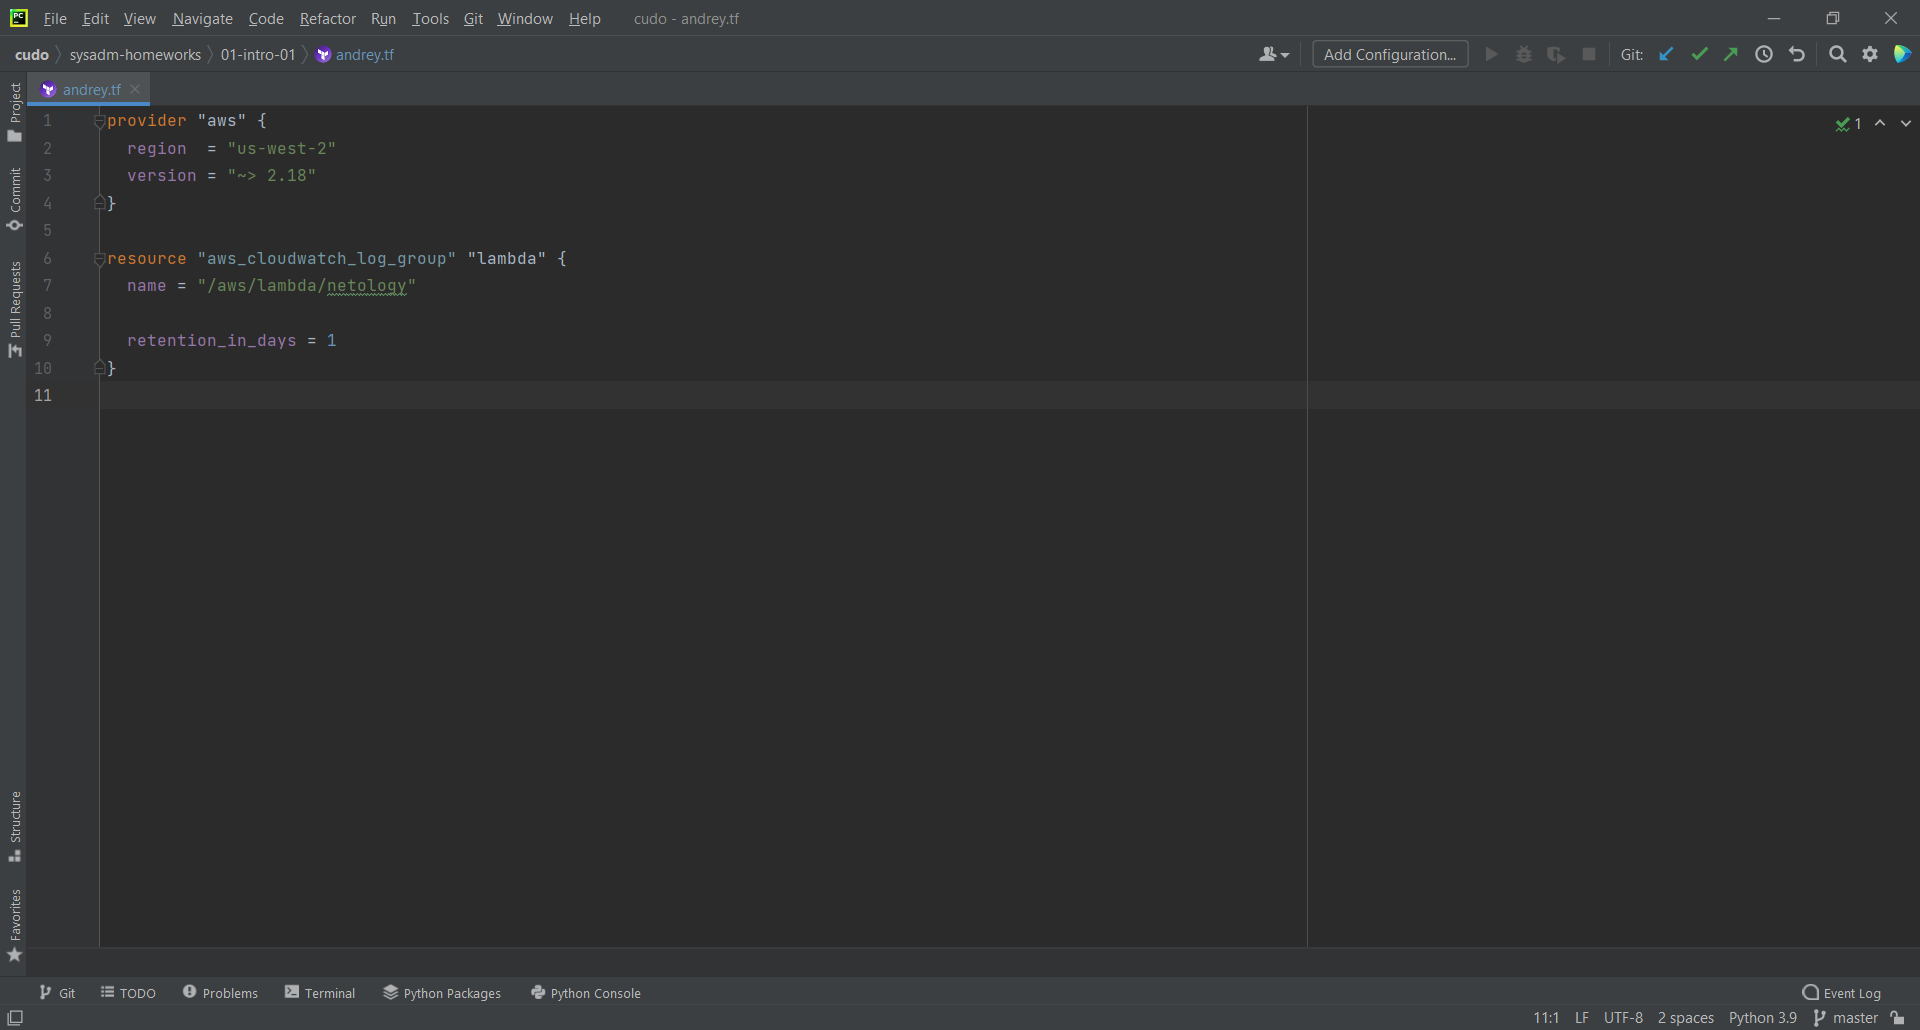 PC File Edit View Navigate Code Refactor Run Tools Git Window Help cudo - andrey.tf
cudo sysadm-homeworks 01-intro-01 andrey.tf Add Configuration... Git:
andrey.tf
1 provider "aws" { 1
2 region = "us-west-2"
3 version = "~> 2.18"
4 }
5
6 resource "aws_cloudwatch_log_group" "lambda" {
7 name = "/aws/lambda/netology"
8
9 retention_in_days = 1
10 }
11
Project
Commit
Pull Requests
Structure
Favorites
Git TODO Problems Terminal Python Packages Python Console Event Log
11:1 LF UTF-8 2 spaces Python 3.9 master